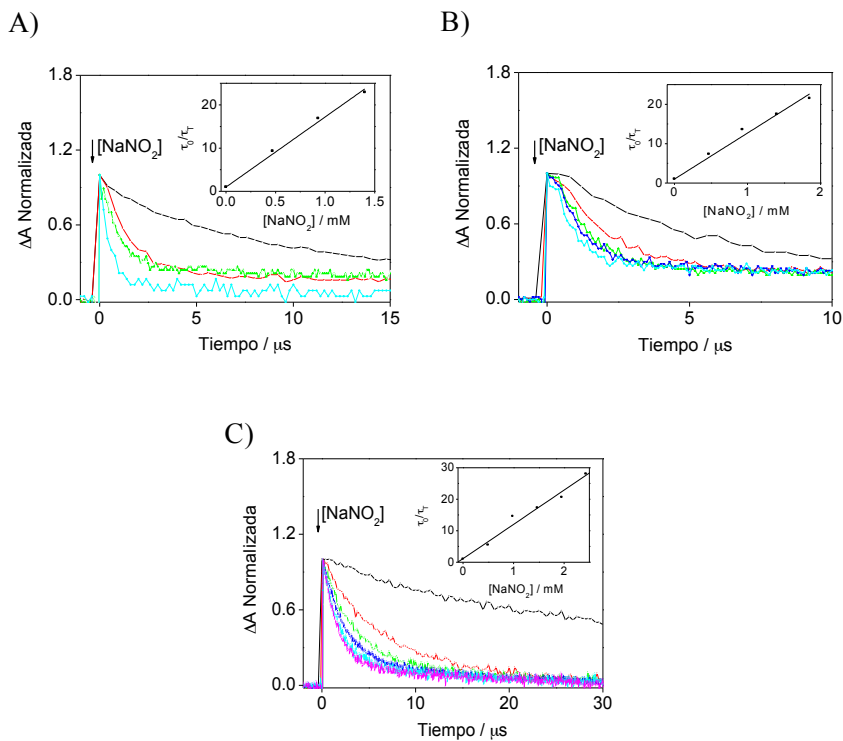 A)
1.8
1.2
0.6
0.0
ΔA Normalizada
0
5
10
15
Tiempo / μs
↓[NaNO₂]
20
10
0
τ₀/τ_T
0.0
0.5
1.0
1.5
[NaNO₂] / mM
B)
1.8
1.2
0.6
0.0
ΔA Normalizada
0
5
10
Tiempo / μs
↓[NaNO₂]
20
10
0
τ₀/τ_T
0
1
2
[NaNO₂] / mM
C)
1.8
1.2
0.6
0.0
ΔA Normalizada
0
10
20
30
Tiempo / μs
↓[NaNO₂]
30
20
10
0
τ₀/τ_T
0
1
2
[NaNO₂] / mM